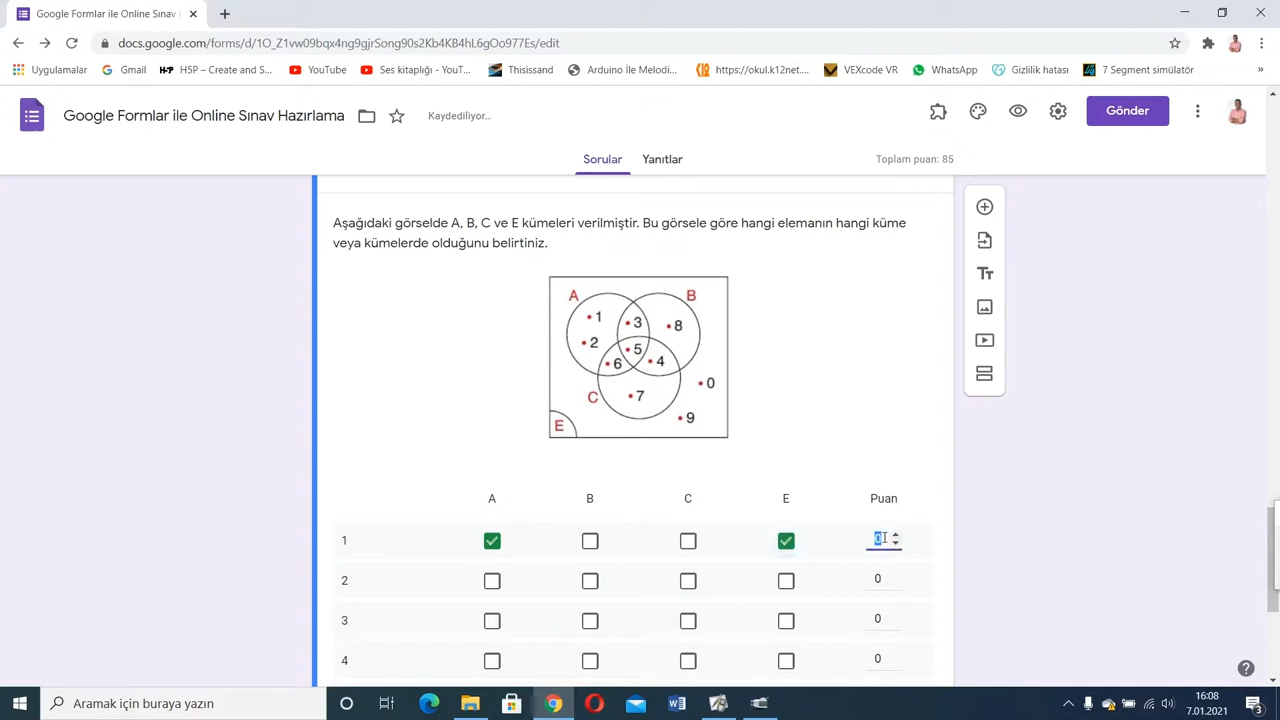 Google Formlar ile Online Sınav H
docs.google.com/forms/d/1O_Z1vw09bqx4ng9gjrSong90s2Kb4KB4hL6gOo977Es/edit
Uygulamalar
Gmail
H5P – Create and S...
YouTube
Ses kitaplığı - YouT...
Thisissand
Arduino İle Melodi...
https://okul.k12net....
VEXcode VR
WhatsApp
Gizlilik hatası
7 Segment simülatör
»
Google Formlar ile Online Sınav Hazırlama
Kaydediliyor...
Gönder
Sorular
Yanıtlar
Toplam puan: 85
Aşağıdaki görselde A, B, C ve E kümeleri verilmiştir. Bu görsele göre hangi elemanın hangi küme
veya kümelerde olduğunu belirtiniz.
A
B
1
3
8
2
5
6
4
0
C
7
9
E
A B C E Puan
1 0
2 0
3 0
4 0
Aramak için buraya yazın
16:08
7.01.2021
3